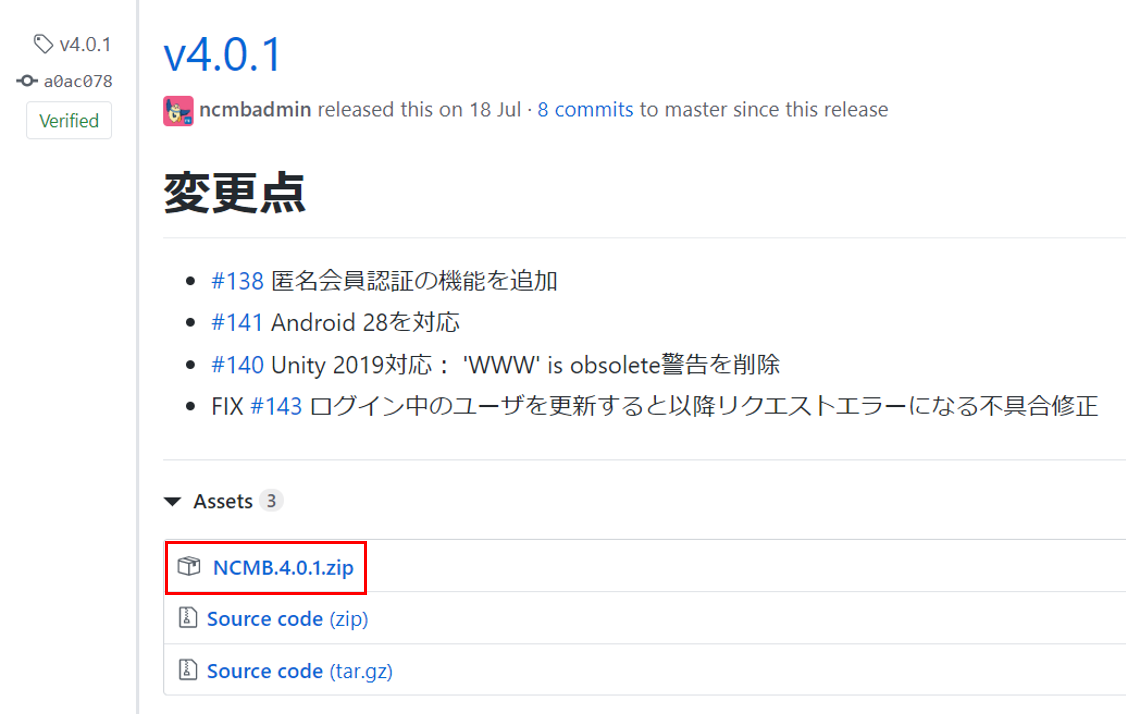 v4.0.1
a0ac078
Verified
v4.0.1
ncmbadmin released this on 18 Jul · 8 commits to master since this release
変更点
#138 匿名会員認証の機能を追加
#141 Android 28を対応
#140 Unity 2019対応： 'WWW' is obsolete警告を削除
FIX #143 ログイン中のユーザを更新すると以降リクエストエラーになる不具合修正
Assets 3
NCMB.4.0.1.zip
Source code (zip)
Source code (tar.gz)